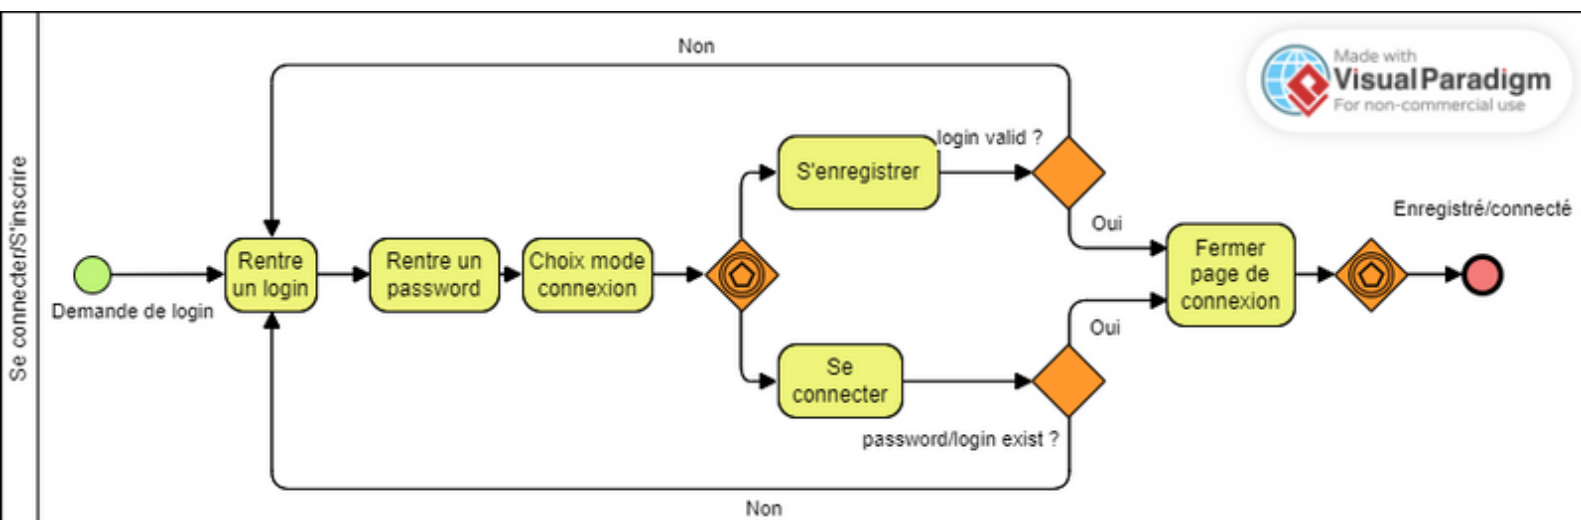 Non
Made with
Visual Paradigm
For non-commercial use
Se connecter/S'inscrire
S'enregistrer
login valid ?
Oui
Enregistré/connecté
Rentre
un login
Rentre un
password
Choix mode
connexion
Fermer
page de
connexion
Demande de login
Oui
Se
connecter
password/login exist ?
Non